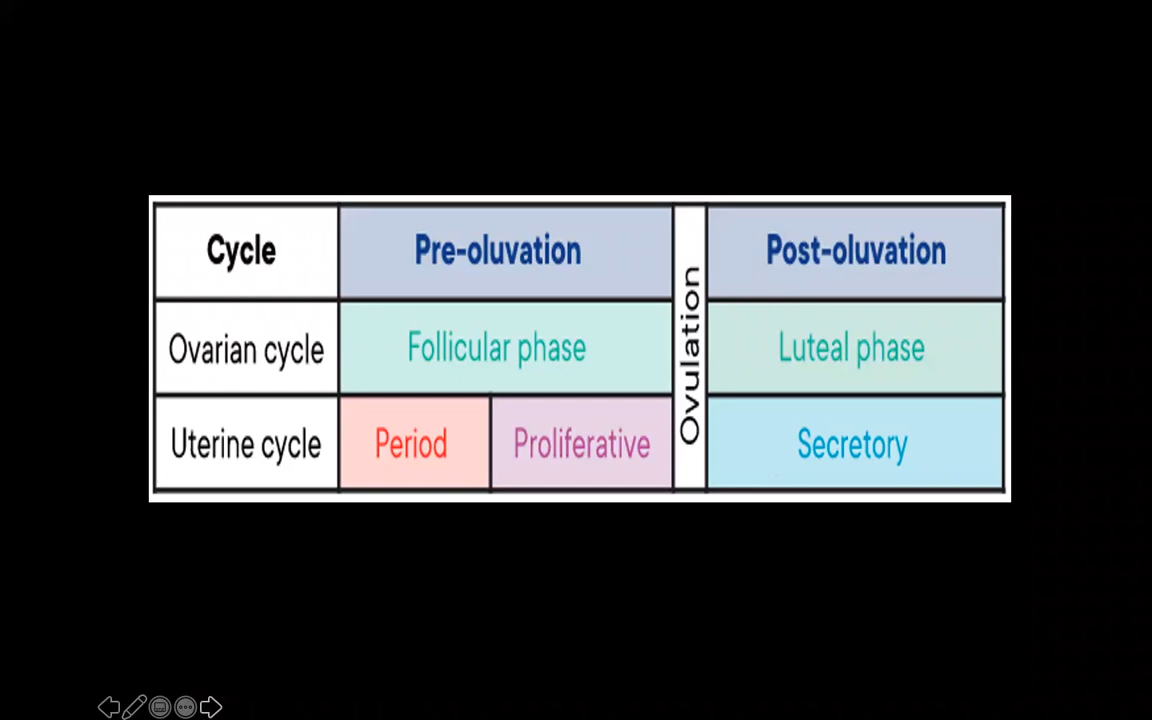 Cycle Pre-oluvation Post-oluvation
Ovulation
Ovarian cycle Follicular phase Luteal phase
Uterine cycle Period Proliferative Secretory